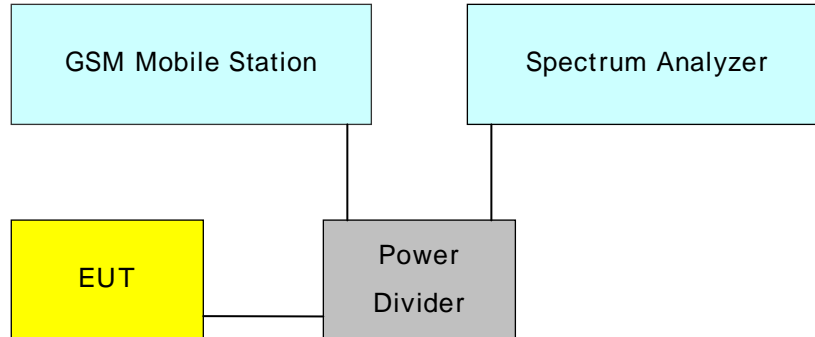 GSM Mobile Station
Spectrum Analyzer
EUT
Power
Divider